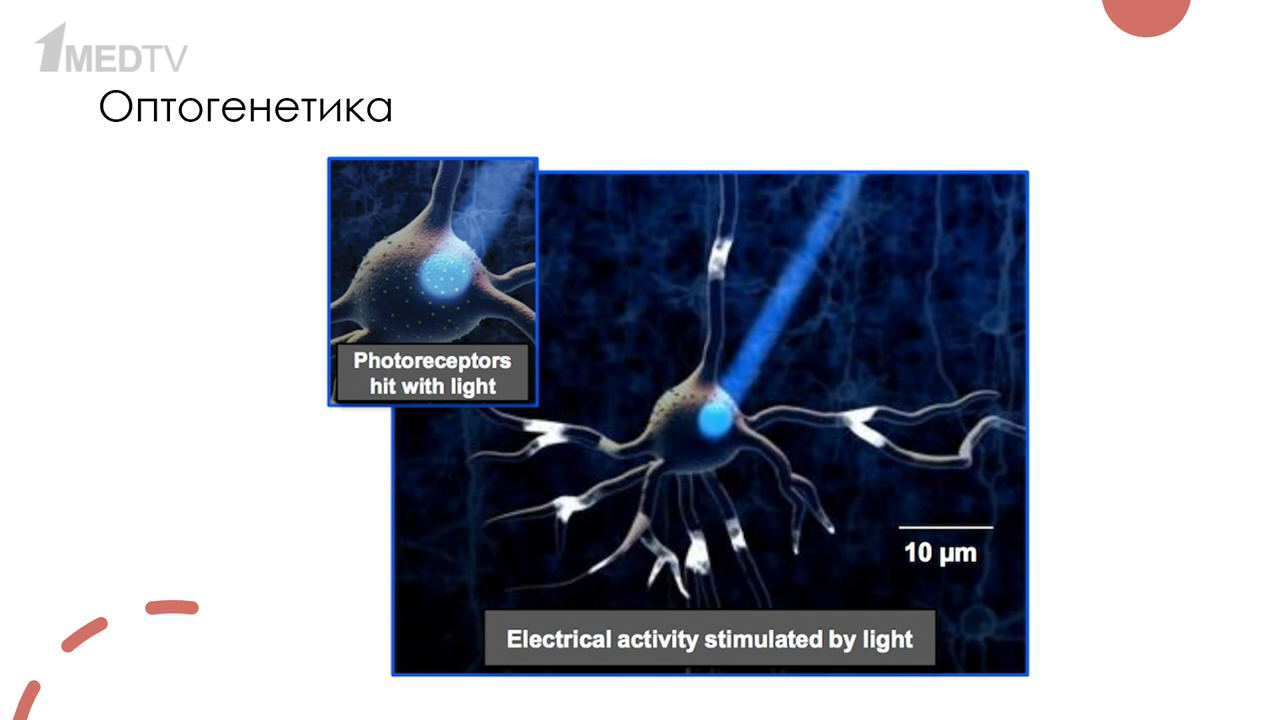 1MEDTV
Оптогенетика
Photoreceptors
hit with light
10 µm
Electrical activity stimulated by light